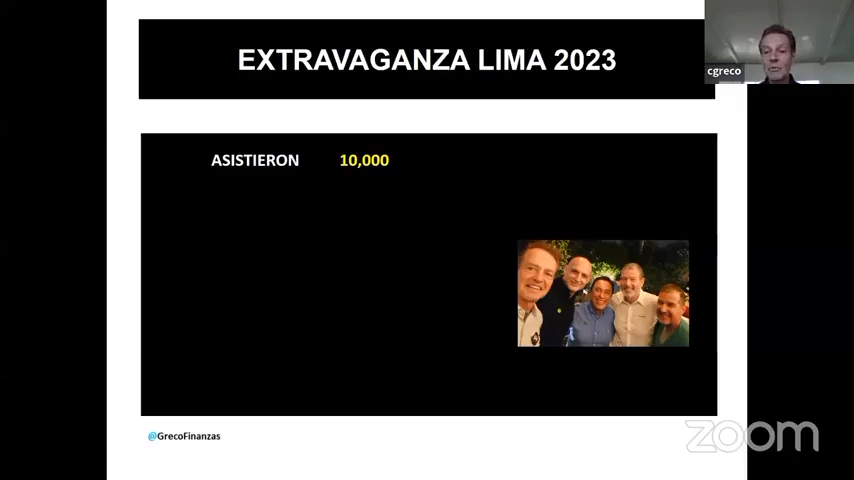 EXTRAVAGANZA LIMA 2023
cgreco
ASISTIERON 10,000
@GrecoFinanzas
zoom